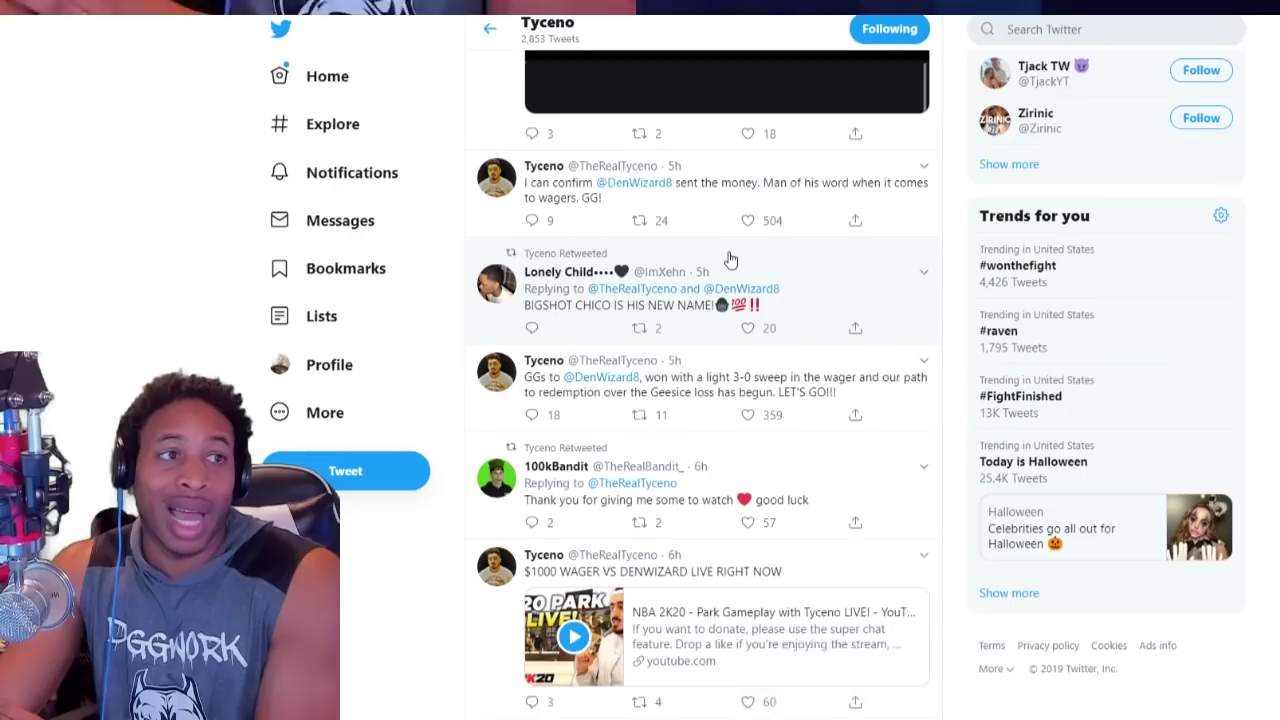 Tyceno
2,853 Tweets
Following
Search Twitter
Home
Explore
Notifications
Messages
Bookmarks
Lists
Profile
More
Tweet
3 2 18
Tyceno @TheRealTyceno · 5h
I can confirm @DenWizard8 sent the money. Man of his word when it comes
to wagers. GG!
9 24 504
Tyceno Retweeted
Lonely Child••••🖤 @ImXehn · 5h
Replying to @TheRealTyceno and @DenWizard8
BIGSHOT CHICO IS HIS NEW NAME!🦍💯‼️
2 20
Tyceno @TheRealTyceno · 5h
GGs to @DenWizard8, won with a light 3-0 sweep in the wager and our path
to redemption over the Geesice loss has begun. LET'S GO!!!
18 11 359
Tyceno Retweeted
100kBandit @TheRealBandit_ · 6h
Replying to @TheRealTyceno
Thank you for giving me some to watch ❤️ good luck
2 2 57
Tyceno @TheRealTyceno · 6h
$1000 WAGER VS DENWIZARD LIVE RIGHT NOW
20 PARK
LIVE!
K20
NBA 2K20 - Park Gameplay with Tyceno LIVE! - YouT...
If you want to donate, please use the super chat
feature. Drop a like if you're enjoying the stream, ...
youtube.com
3 4 60
Tjack TW 😈
@TjackYT
Follow
ZIRINIC
Zirinic
@Zirinic
Follow
Show more
Trends for you
Trending in United States
#wonthefight
4,426 Tweets
Trending in United States
#raven
1,795 Tweets
Trending in United States
#FightFinished
13K Tweets
Trending in United States
Today is Halloween
25.4K Tweets
Halloween
Celebrities go all out for
Halloween 🎃
Show more
Terms Privacy policy Cookies Ads info
More © 2019 Twitter, Inc.
DGGWORK